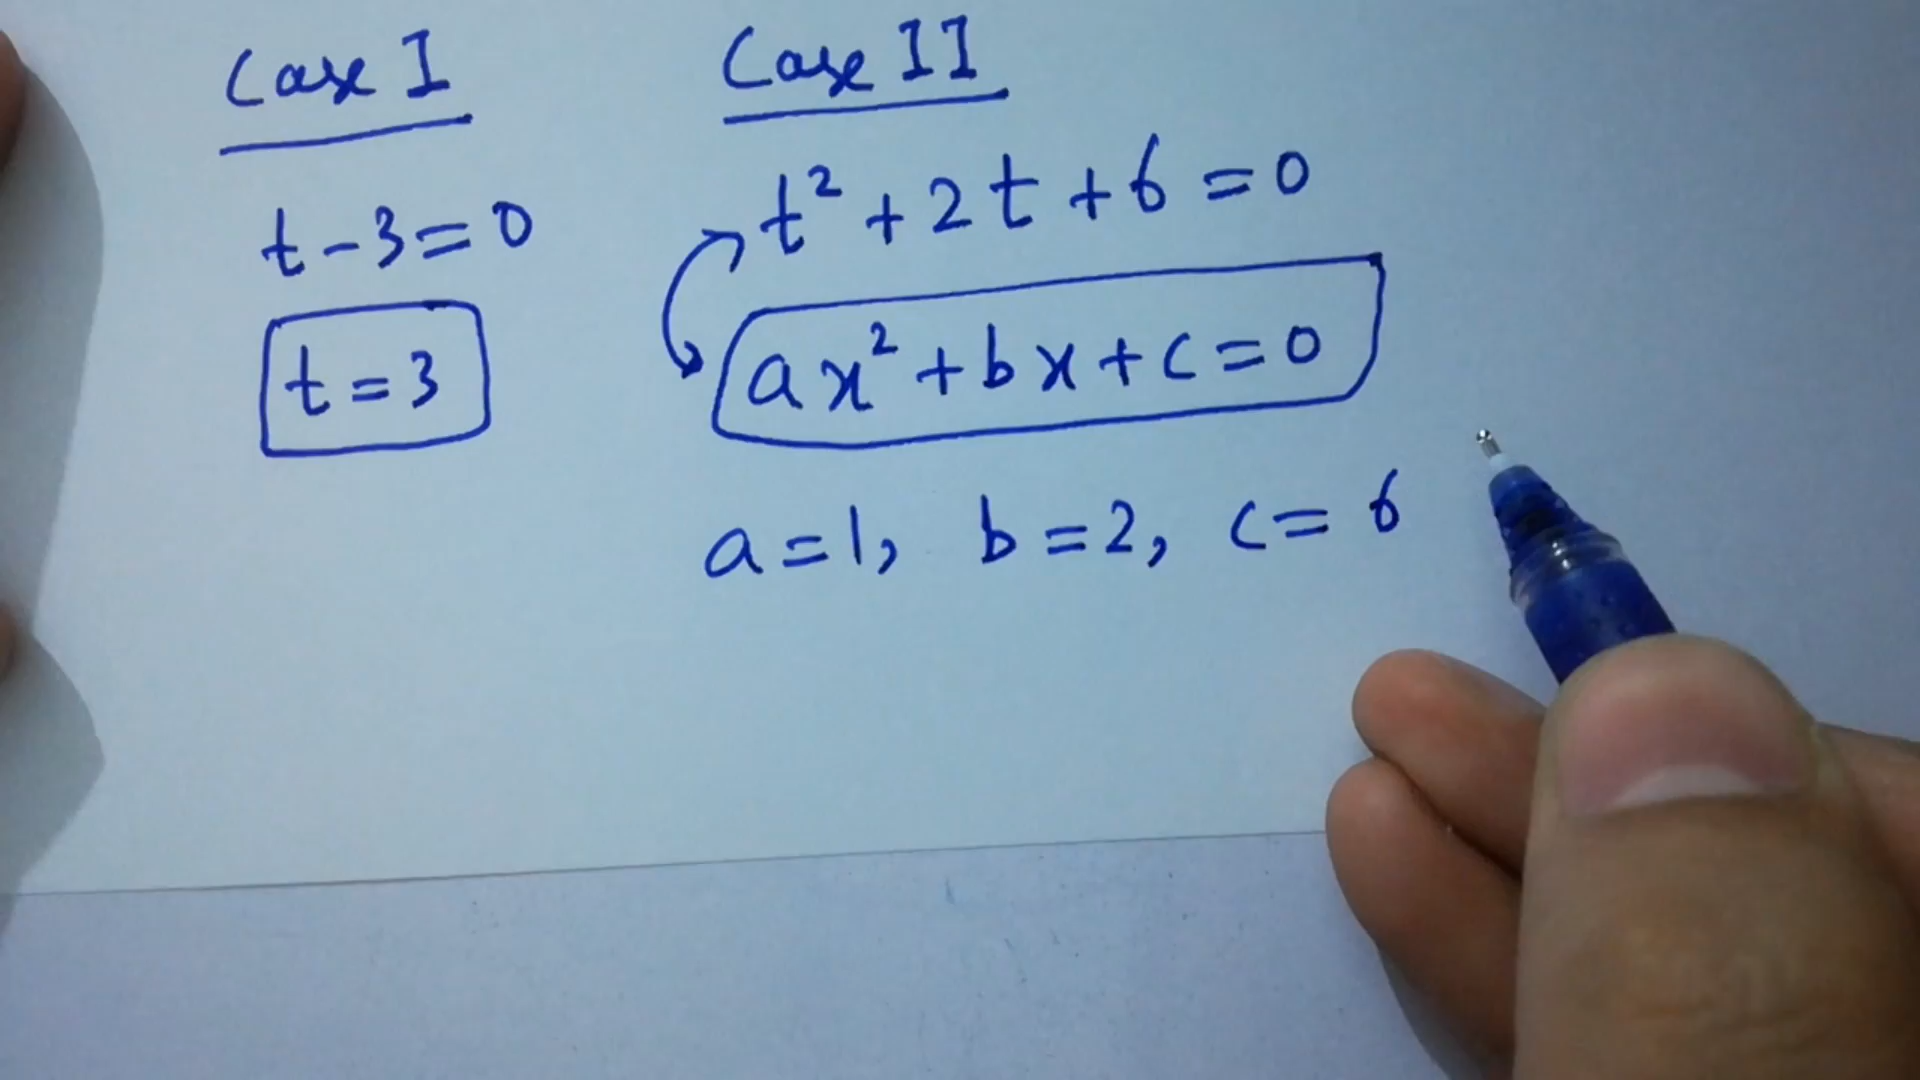 Case I
t - 3 = 0
t = 3
Case II
t² + 2t + 6 = 0
ax² + bx + c = 0
a = 1, b = 2, c = 6